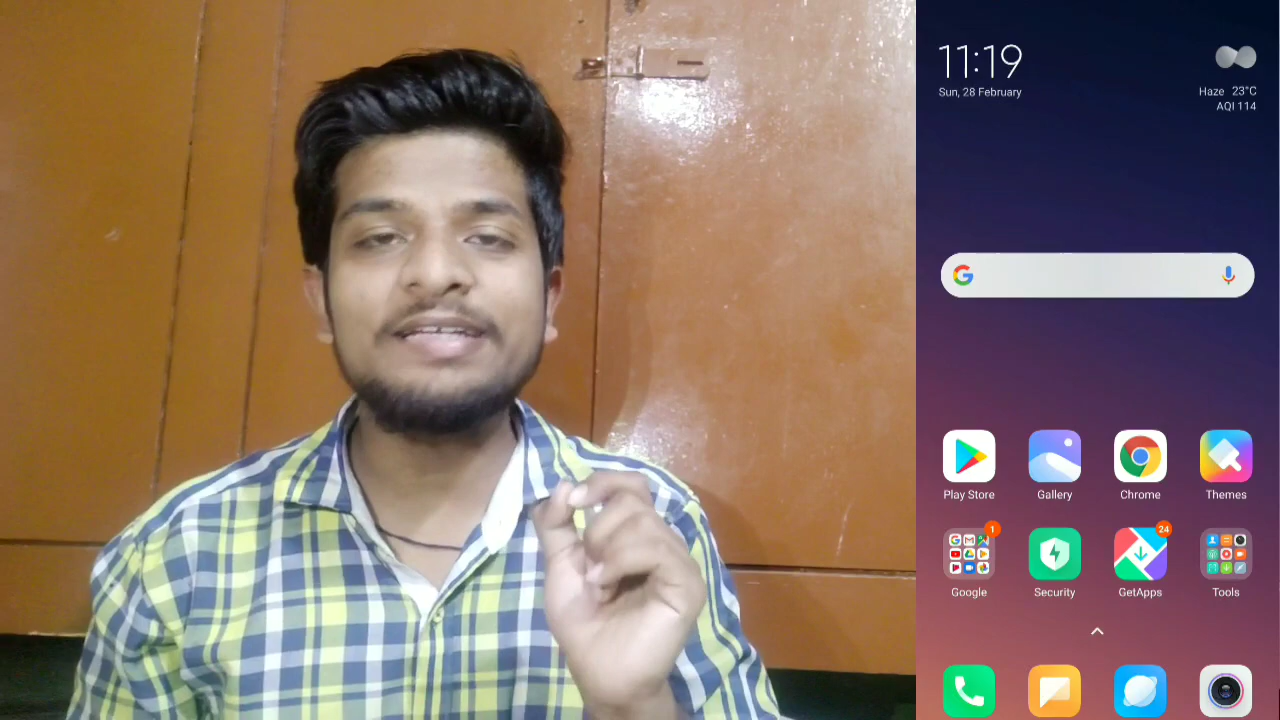 11:19
Sun, 28 February
Haze 23°C
AQI 114
Play Store
Gallery
Chrome
Themes
1
24
Google
Security
GetApps
Tools